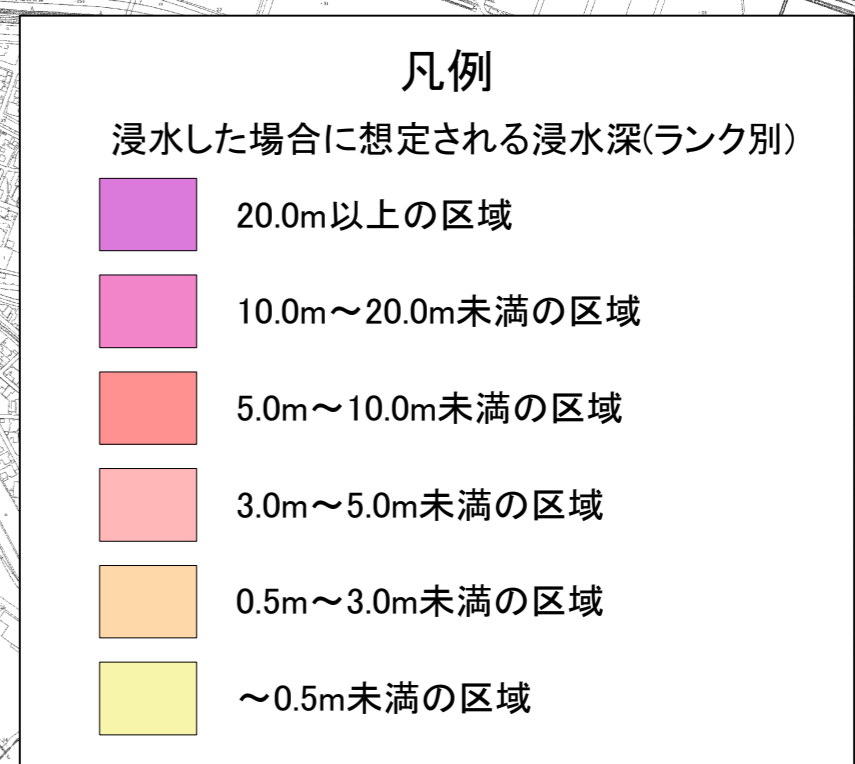 凡例
浸水した場合に想定される浸水深(ランク別)
20.0m以上の区域
10.0m～20.0m未満の区域
5.0m～10.0m未満の区域
3.0m～5.0m未満の区域
0.5m～3.0m未満の区域
～0.5m未満の区域